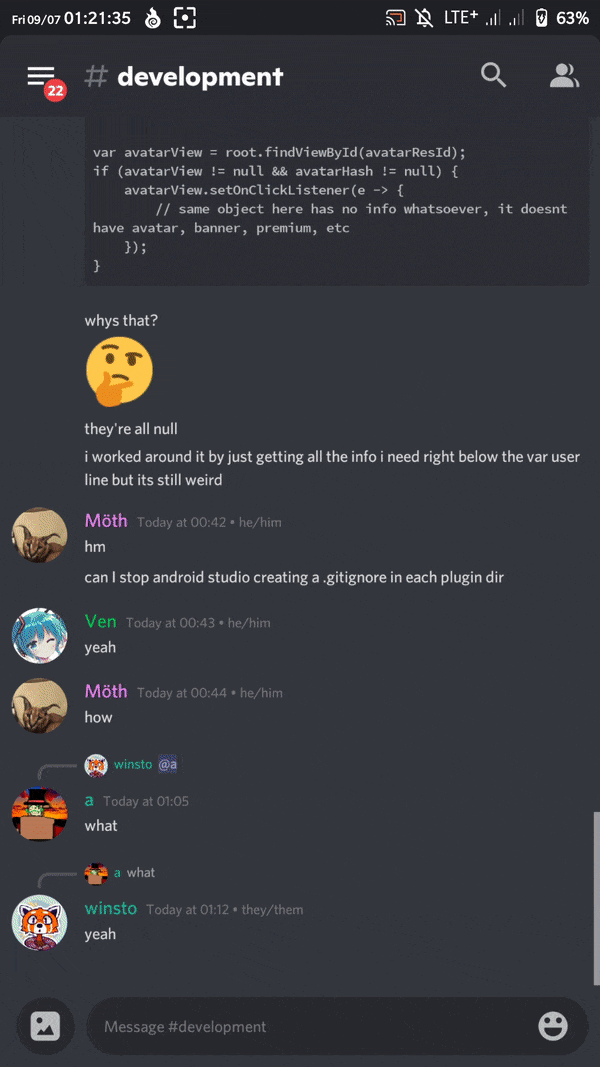 Fri 09/07 01:21:35 LTE+ 63%
22
# development
var avatarView = root.findViewById(avatarResId);
if (avatarView != null && avatarHash != null) {
    avatarView.setOnClickListener(e -> {
        // same object here has no info whatsoever, it doesnt
have avatar, banner, premium, etc
    });
}
whys that?
they're all null
i worked around it by just getting all the info i need right below the var user
line but its still weird
Möth Today at 00:42 • he/him
hm
can I stop android studio creating a .gitignore in each plugin dir
Ven Today at 00:43 • he/him
yeah
Möth Today at 00:44 • he/him
how
winsto @a
a Today at 01:05
what
a what
winsto Today at 01:12 • they/them
yeah
Message #development